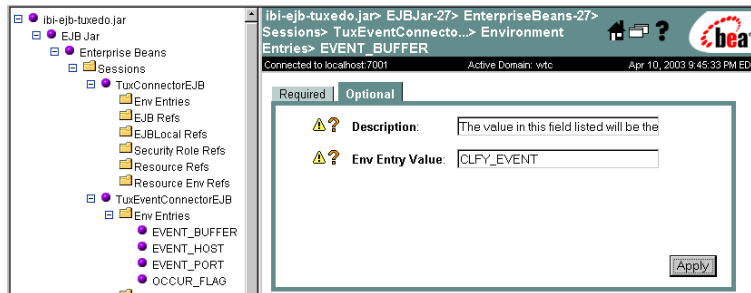 ibi-ejb-tuxedo.jar
EJB Jar
Enterprise Beans
Sessions
TuxConnectorEJB
Env Entries
EJB Refs
EJBLocal Refs
Security Role Refs
Resource Refs
Resource Env Refs
TuxEventConnectorEJB
Env Entries
EVENT_BUFFER
EVENT_HOST
EVENT_PORT
OCCUR_FLAG
ibi-ejb-tuxedo.jar> EJBJar-27> EnterpriseBeans-27>
Sessions> TuxEventConnecto...> Environment
Entries> EVENT_BUFFER
?
bea
Connected to localhost:7001 Active Domain: wtc Apr 10, 2003 9:45:33 PM ED
Required Optional
? Description: The value in this field listed will be the
? Env Entry Value: CLFY_EVENT
Apply